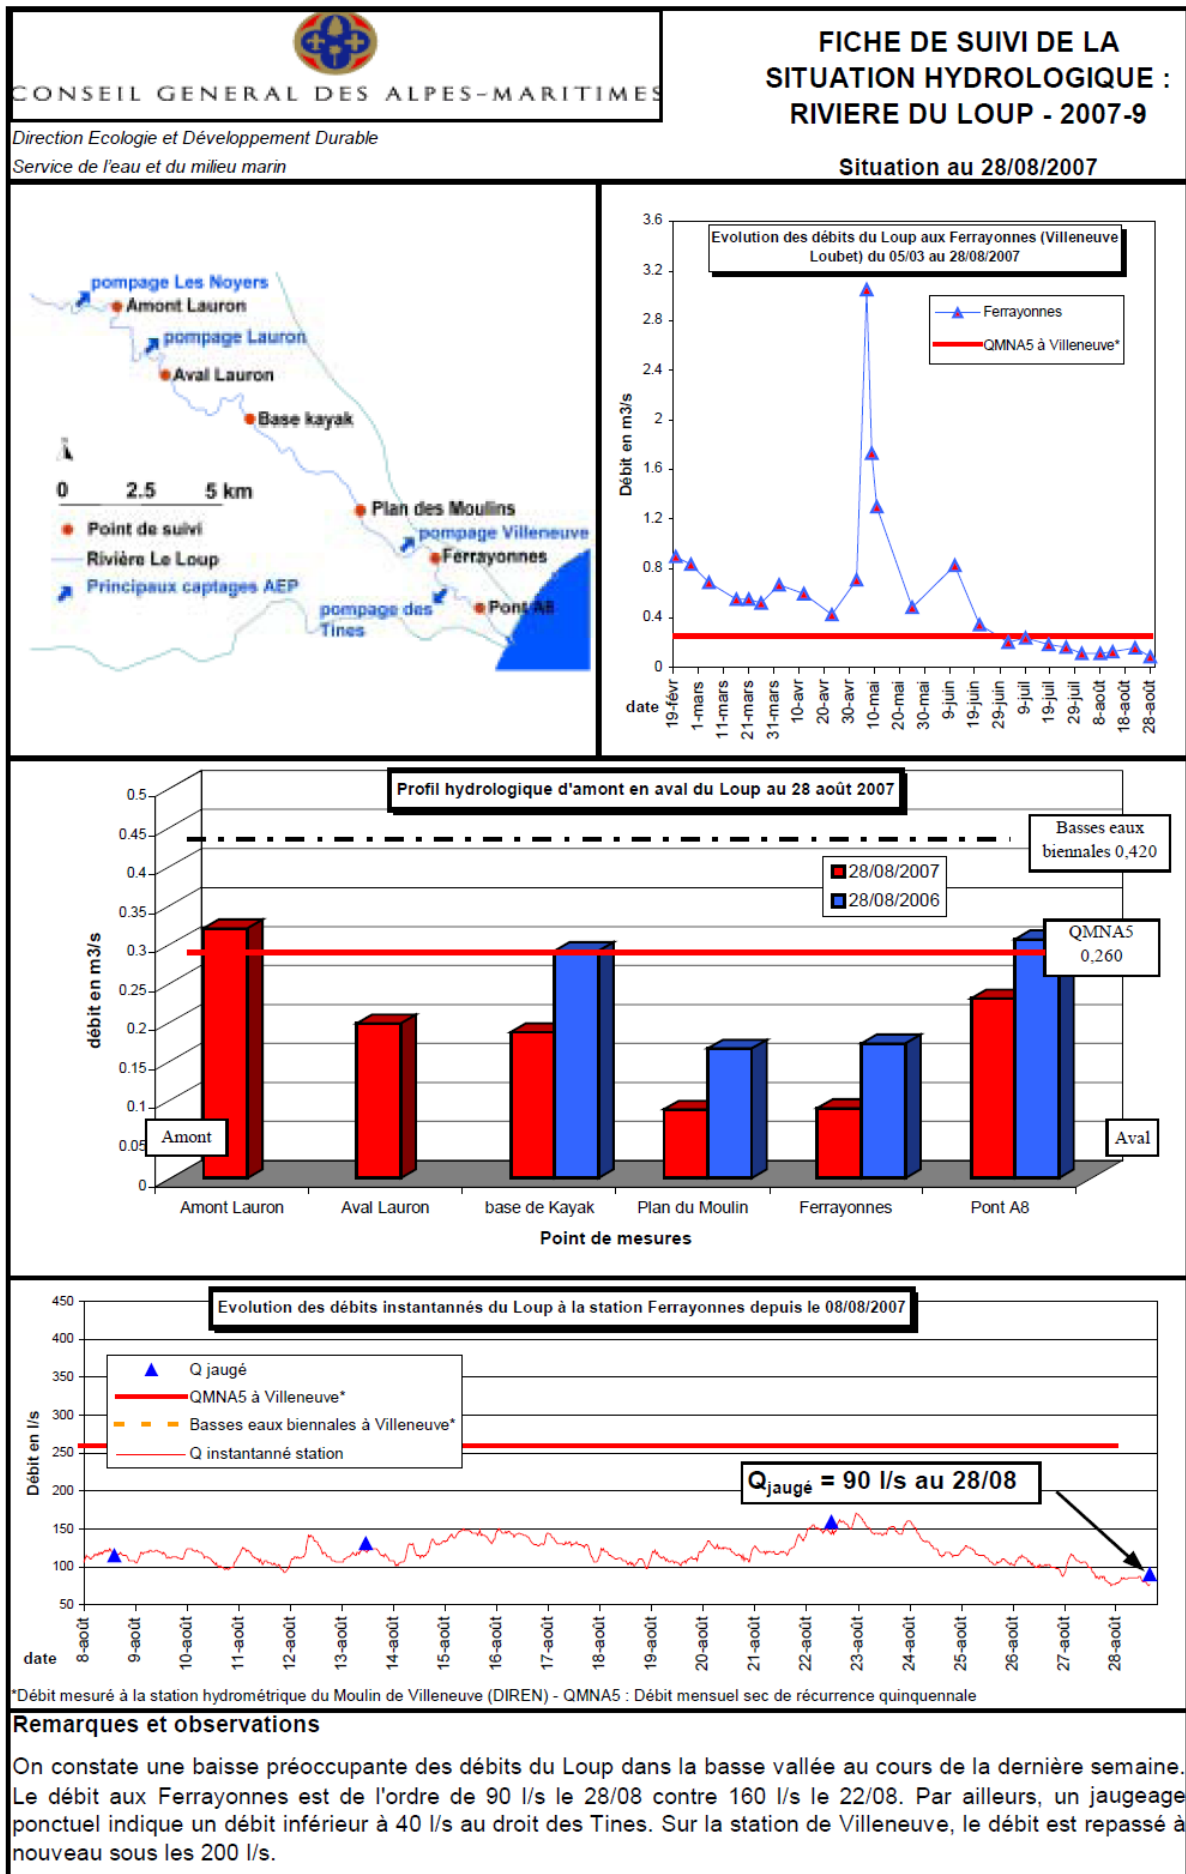 CONSEIL GENERAL DES ALPES-MARITIMES
Direction Ecologie et Développement Durable
Service de l'eau et du milieu marin
FICHE DE SUIVI DE LA
SITUATION HYDROLOGIQUE :
RIVIERE DU LOUP - 2007-9
Situation au 28/08/2007
pompage Les Noyers
Amont Lauron
pompage Lauron
Aval Lauron
Base kayak
0 2.5 5 km
Plan des Moulins
Point de suivi
pompage Villeneuve
Rivière Le Loup
Ferrayonnes
Principaux captages AEP
pompage des
Tines
Pont A8
Evolution des débits du Loup aux Ferrayonnes (Villeneuve
Loubet) du 05/03 au 28/08/2007
Ferrayonnes
QMNA5 à Villeneuve*
Débit en m3/s
3.6
3.2
2.8
2.4
2
1.6
1.2
0.8
0.4
0
date
19-févr
1-mars
11-mars
21-mars
31-mars
10-avr
20-avr
30-avr
10-mai
20-mai
30-mai
9-juin
19-juin
29-juin
9-juil
19-juil
29-juil
8-août
18-août
28-août
Profil hydrologique d'amont en aval du Loup au 28 août 2007
Basses eaux
biennales 0,420
28/08/2007
28/08/2006
QMNA5
0,260
débit en m3/s
0.5
0.45
0.4
0.35
0.3
0.25
0.2
0.15
0.1
0.05
0
Amont
Aval
Amont Lauron
Aval Lauron
base de Kayak
Plan du Moulin
Ferrayonnes
Pont A8
Point de mesures
Evolution des débits instantannés du Loup à la station Ferrayonnes depuis le 08/08/2007
Q jaugé
QMNA5 à Villeneuve*
Basses eaux biennales à Villeneuve*
Q instantanné station
Débit en l/s
450
400
350
300
250
200
150
100
50
Qjaugé = 90 l/s au 28/08
date
8-août
9-août
10-août
11-août
12-août
13-août
14-août
15-août
16-août
17-août
18-août
19-août
20-août
21-août
22-août
23-août
24-août
25-août
26-août
27-août
28-août
*Débit mesuré à la station hydrométrique du Moulin de Villeneuve (DIREN) - QMNA5 : Débit mensuel sec de récurrence quinquennale
Remarques et observations
On constate une baisse préoccupante des débits du Loup dans la basse vallée au cours de la dernière semaine.
Le débit aux Ferrayonnes est de l'ordre de 90 l/s le 28/08 contre 160 l/s le 22/08. Par ailleurs, un jaugeage
ponctuel indique un débit inférieur à 40 l/s au droit des Tines. Sur la station de Villeneuve, le débit est repassé à
nouveau sous les 200 l/s.